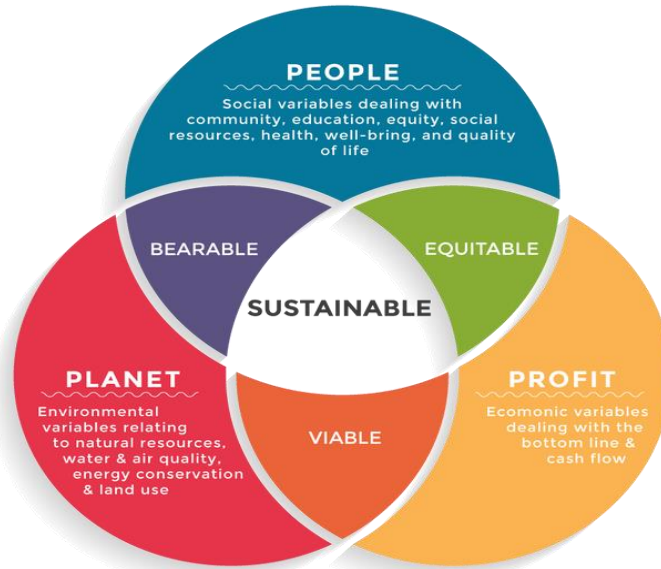 PEOPLE
Social variables dealing with
community, education, equity, social
resources, health, well-bring, and quality
of life
BEARABLE
EQUITABLE
SUSTAINABLE
PLANET
Environmental
variables relating
to natural resources,
water & air quality,
energy conservation
& land use
PROFIT
Ecomonic variables
dealing with the
bottom line &
cash flow
VIABLE